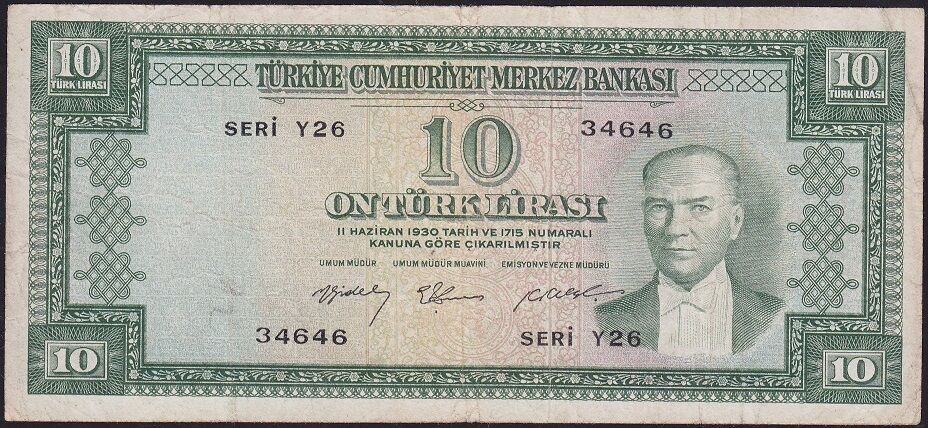 10 TÜRK LİRASI
TÜRKİYE CUMHURİYET MERKEZ BANKASI
10 TÜRK LİRASI
SERİ Y26
34646
10
ON TÜRK LİRASI
11 HAZİRAN 1930 TARİH VE 1715 NUMARALI
KANUNA GÖRE ÇIKARILMIŞTIR
UMUM MÜDÜR UMUM MÜDÜR MUAVİNİ EMİSYON VE VEZNE MÜDÜRÜ
34646
SERİ Y26
10
10